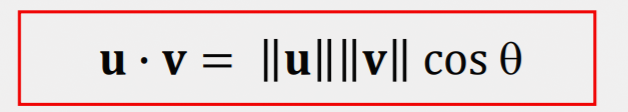 u · v = ‖u‖‖v‖ cos θ